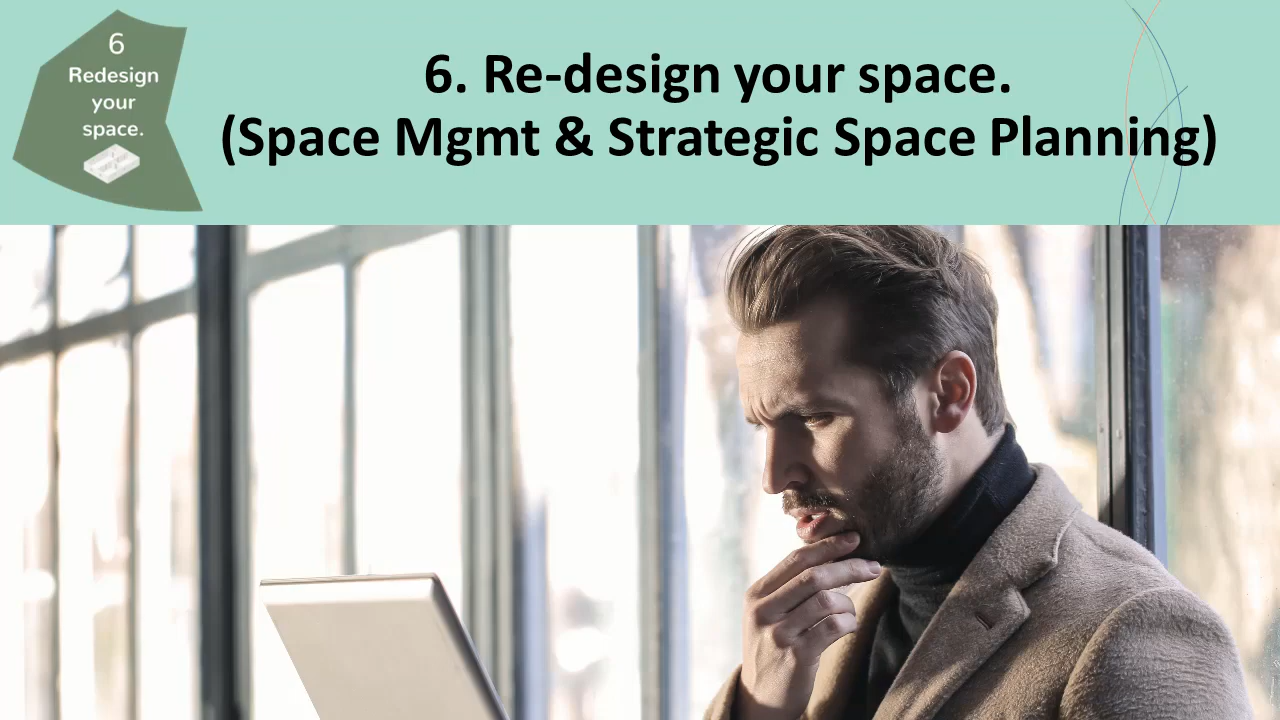 6
Redesign
your
space.
6. Re-design your space.
(Space Mgmt & Strategic Space Planning)